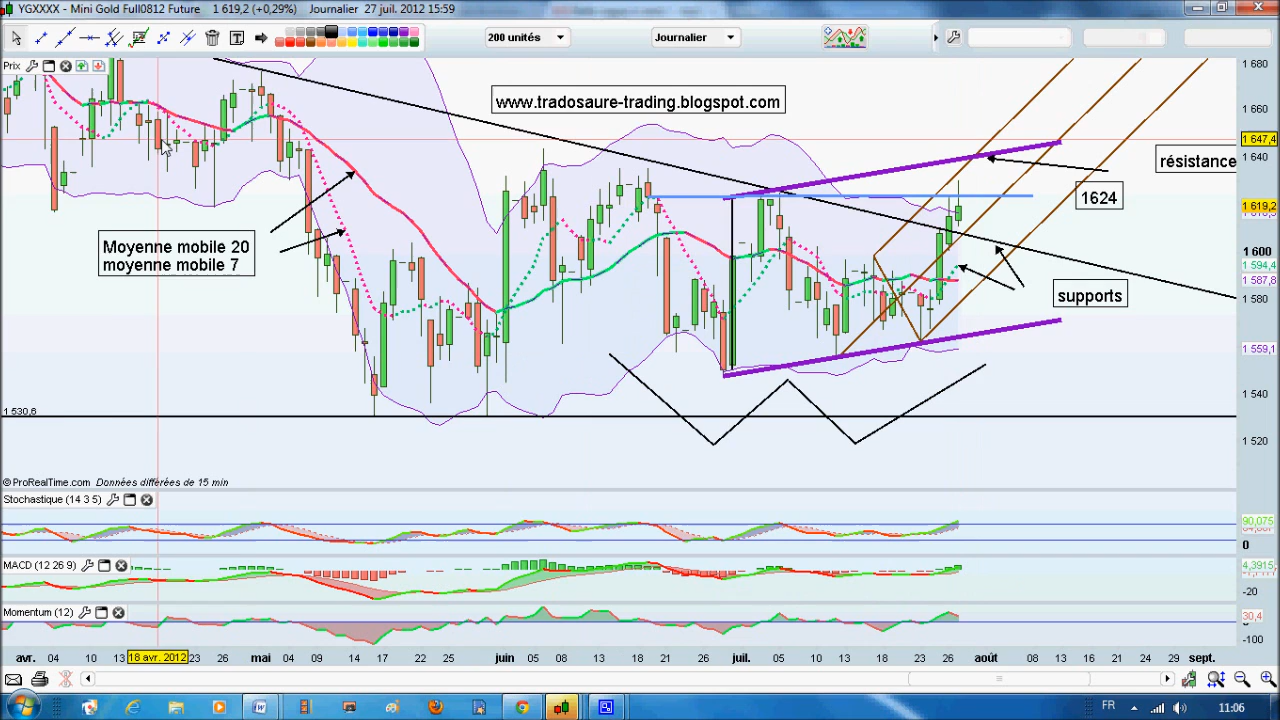 YGXXXX - Mini Gold Full0812 Future 1 619,2 (+0,29%) Journalier 27 juil. 2012 15:59
200 unités
Journalier
Prix
www.tradosaure-trading.blogspot.com
résistance
1624
Moyenne mobile 20
moyenne mobile 7
supports
1 680
1 660
1 647,4
1 640
1 619,2
1 600
1 594,4
1 587,8
1 580
1 559,1
1 540
1 520
1 530,6
© ProRealTime.com Données différées de 15 min
Stochastique (14 3 5)
90,075
0
MACD (12 26 9)
4,3915
-20
Momentum (12)
30,4
-100
avr. 04 10 13 18 avr. 2012 23 26 mai 04 09 14 17 22 25 juin 05 08 13 18 21 26 juil. 05 10 13 18 23 26 août 08 13 16 21 24 29 sept.
FR 11:06